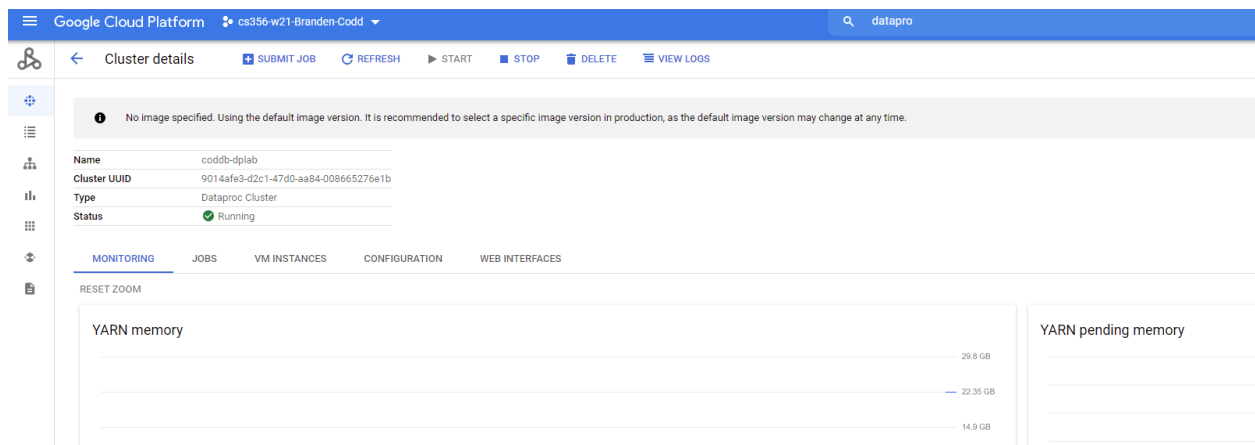 Google Cloud Platform cs356-w21-Branden-Codd datapro
Cluster details SUBMIT JOB REFRESH START STOP DELETE VIEW LOGS
No image specified. Using the default image version. It is recommended to select a specific image version in production, as the default image version may change at any time.
Name coddb-dplab
Cluster UUID 9014afe3-d2c1-47d0-aa84-008665276e1b
Type Dataproc Cluster
Status Running
MONITORING JOBS VM INSTANCES CONFIGURATION WEB INTERFACES
RESET ZOOM
YARN memory YARN pending memory
29.8 GB
22.35 GB
14.9 GB